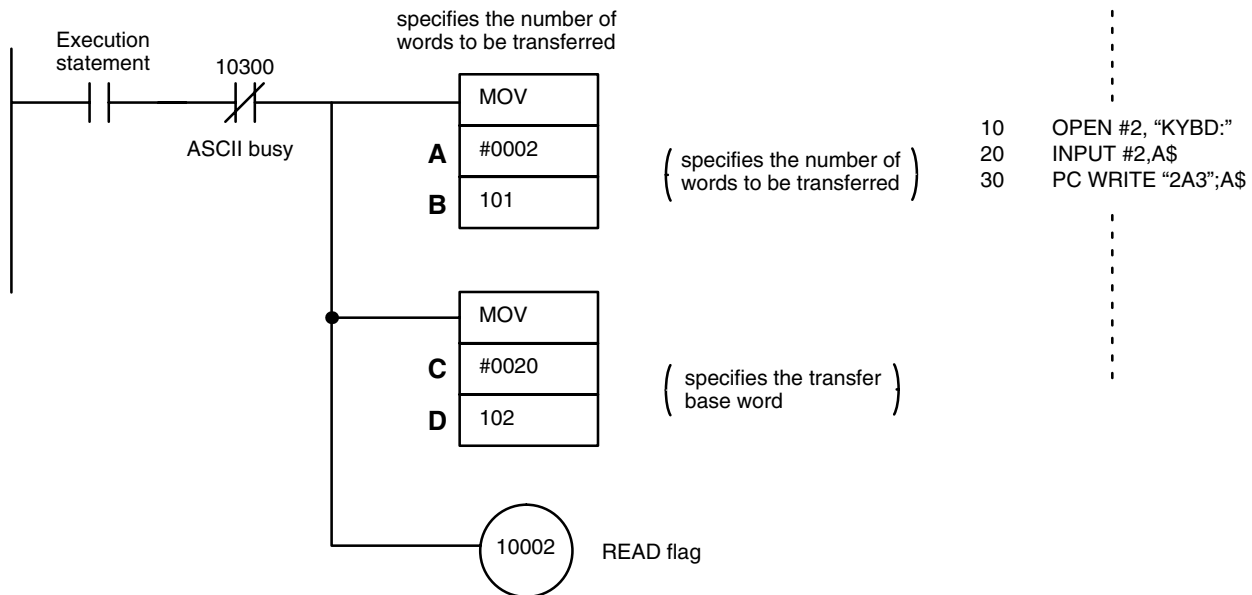 specifies the number of
words to be transferred
Execution
statement
10300
ASCII busy
MOV
A #0002
B 101
(specifies the number of
words to be transferred)
10 OPEN #2, “KYBD:”
20 INPUT #2,A$
30 PC WRITE “2A3”;A$
MOV
C #0020
D 102
(specifies the transfer
base word)
10002 READ flag